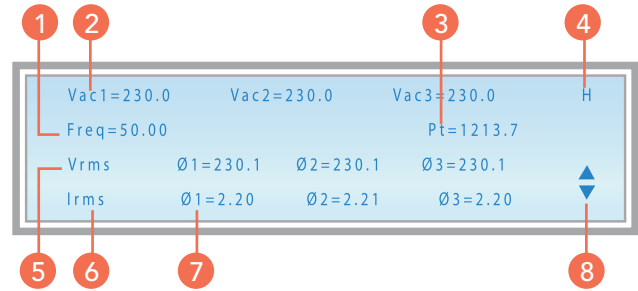 1 2 3 4
Vac1=230.0 Vac2=230.0 Vac3=230.0 H
Freq=50.00 Pt=1213.7
Vrms Ø1=230.1 Ø2=230.1 Ø3=230.1
Irms Ø1=2.20 Ø2=2.21 Ø3=2.20
5 6 7 8